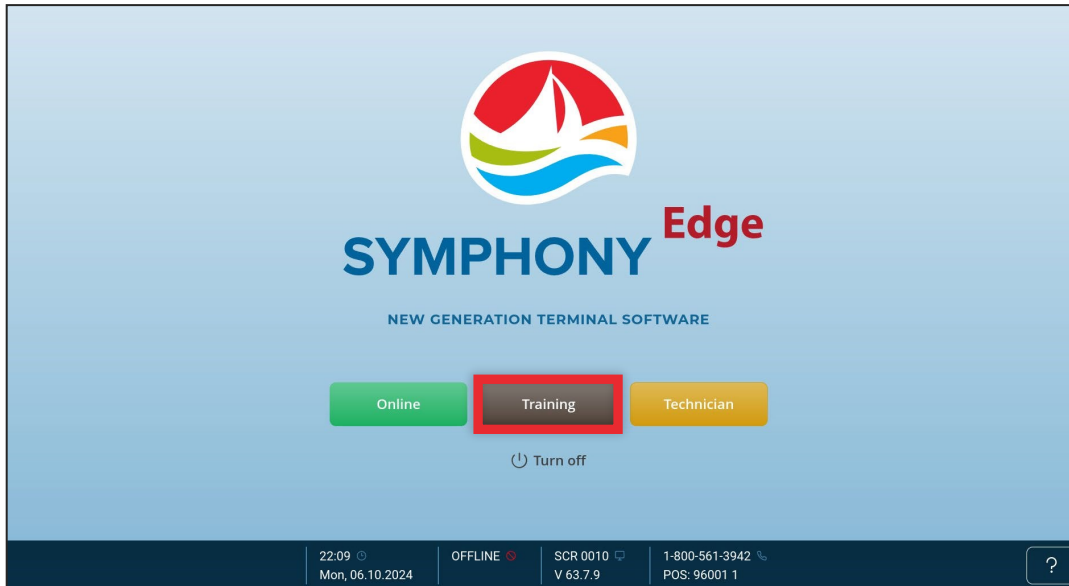 Edge
SYMPHONY
NEW GENERATION TERMINAL SOFTWARE
Online
Training
Technician
Turn off
22:09
Mon, 06.10.2024
OFFLINE
SCR 0010
V 63.7.9
1-800-561-3942
POS: 96001 1
?